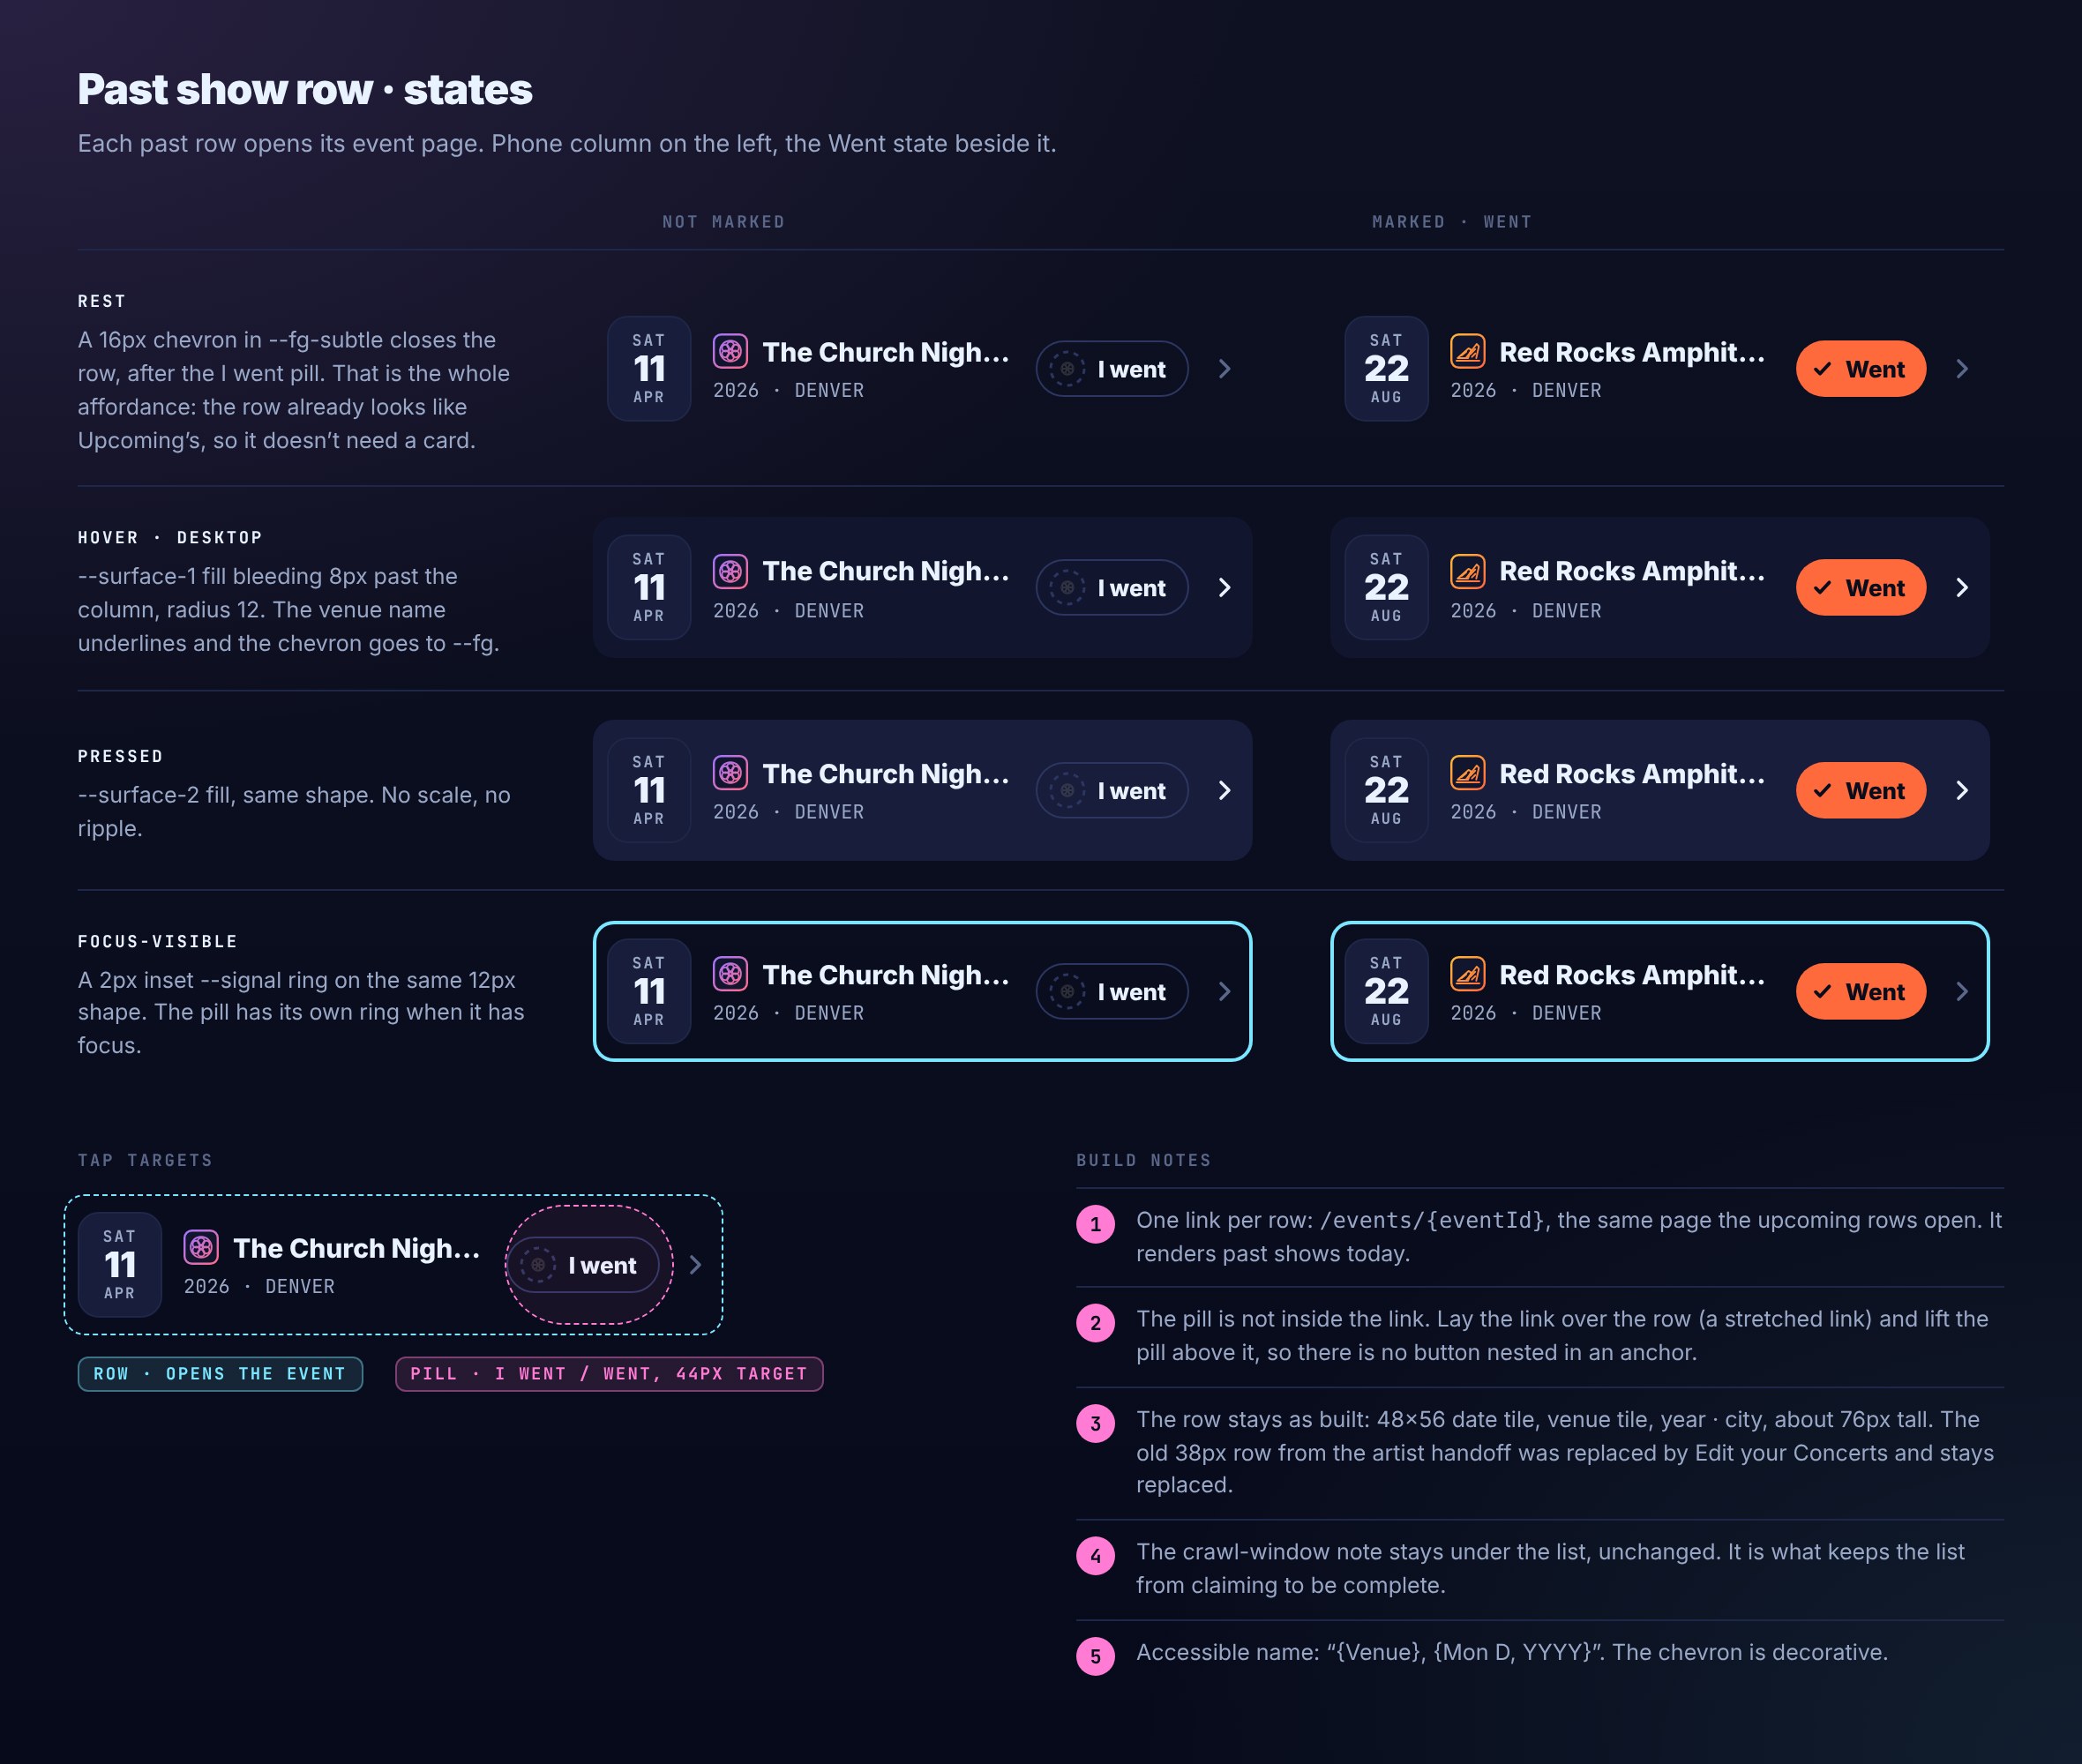 Past show row · states
Each past row opens its event page. Phone column on the left, the Went state beside it.
NOT MARKED
MARKED · WENT
REST
A 16px chevron in --fg-subtle closes the
row, after the I went pill. That is the whole
affordance: the row already looks like
Upcoming’s, so it doesn’t need a card.
SAT
11
APR
The Church Nigh...
2026 · DENVER
I went
SAT
22
AUG
Red Rocks Amphit...
2026 · DENVER
Went
HOVER · DESKTOP
--surface-1 fill bleeding 8px past the
column, radius 12. The venue name
underlines and the chevron goes to --fg.
SAT
11
APR
The Church Nigh...
2026 · DENVER
I went
SAT
22
AUG
Red Rocks Amphit...
2026 · DENVER
Went
PRESSED
--surface-2 fill, same shape. No scale, no
ripple.
SAT
11
APR
The Church Nigh...
2026 · DENVER
I went
SAT
22
AUG
Red Rocks Amphit...
2026 · DENVER
Went
FOCUS-VISIBLE
A 2px inset --signal ring on the same 12px
shape. The pill has its own ring when it has
focus.
SAT
11
APR
The Church Nigh...
2026 · DENVER
I went
SAT
22
AUG
Red Rocks Amphit...
2026 · DENVER
Went
TAP TARGETS
SAT
11
APR
The Church Nigh...
2026 · DENVER
I went
ROW · OPENS THE EVENT
PILL · I WENT / WENT, 44PX TARGET
BUILD NOTES
1
One link per row: /events/{eventId}, the same page the upcoming rows open. It
renders past shows today.
2
The pill is not inside the link. Lay the link over the row (a stretched link) and lift the
pill above it, so there is no button nested in an anchor.
3
The row stays as built: 48×56 date tile, venue tile, year · city, about 76px tall. The
old 38px row from the artist handoff was replaced by Edit your Concerts and stays
replaced.
4
The crawl-window note stays under the list, unchanged. It is what keeps the list
from claiming to be complete.
5
Accessible name: “{Venue}, {Mon D, YYYY}”. The chevron is decorative.